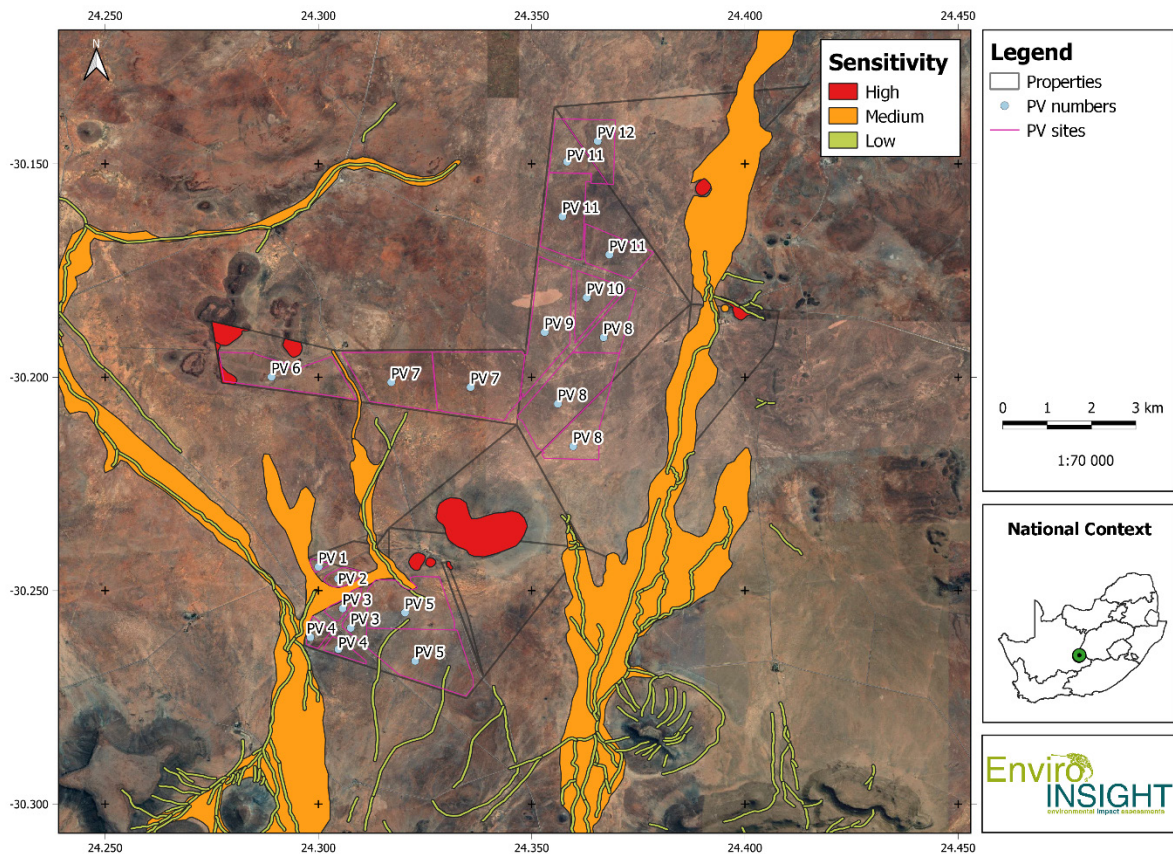 24.250
24.300
24.350
24.400
24.450
N
Sensitivity
High
Medium
Low
Legend
Properties
PV numbers
PV sites
-30.150
-30.200
-30.250
-30.300
PV 12
PV 11
PV 11
PV 11
PV 10
PV 9
PV 8
PV 6
PV 7
PV 7
PV 8
PV 8
PV 1
PV 2
PV 3
PV 5
PV 3
PV 4
PV 4
PV 5
0
1
2
3 km
1:70 000
National Context
Enviro
INSIGHT
environmental impact assessments
24.250
24.300
24.350
24.400
24.450